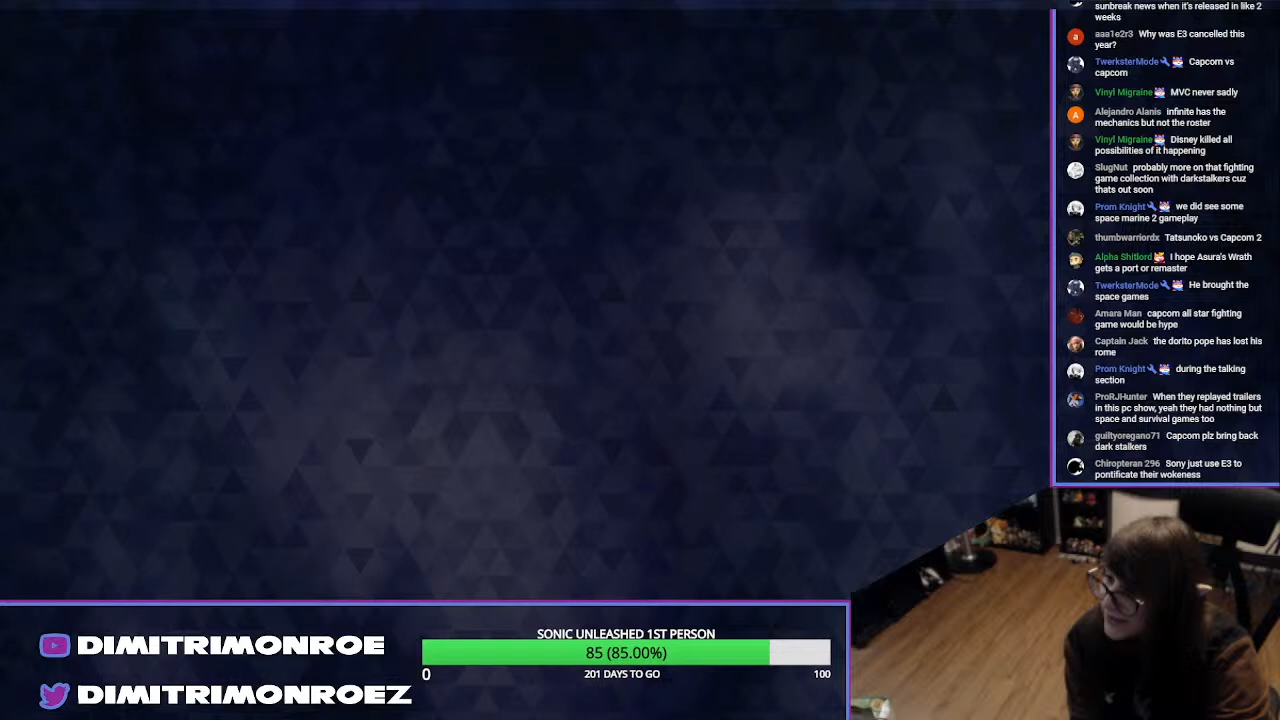 sunbreak news when it's released in like 2
weeks
aaa1e2r3 Why was E3 cancelled this
year?
TwerksterMode Capcom vs
capcom
Vinyl Migraine MVC never sadly
Alejandro Alanis infinite has the
mechanics but not the roster
Vinyl Migraine Disney killed all
possibilities of it happening
SlugNut probably more on that fighting
game collection with darkstalkers cuz
thats out soon
Prom Knight we did see some
space marine 2 gameplay
thumbwarriordx Tatsunoko vs Capcom 2
Alpha Shitlord I hope Asura's Wrath
gets a port or remaster
TwerksterMode He brought the
space games
Amara Man capcom all star fighting
game would be hype
Captain Jack the dorito pope has lost his
rome
Prom Knight during the talking
section
ProRJHunter When they replayed trailers
in this pc show, yeah they had nothing but
space and survival games too
guiltyoregano71 Capcom plz bring back
dark stalkers
Chiropteran 296 Sony just use E3 to
pontificate their wokeness
DIMITRIMONROE
DIMITRIMONROEZ
SONIC UNLEASHED 1ST PERSON
85 (85.00%)
0 201 DAYS TO GO 100